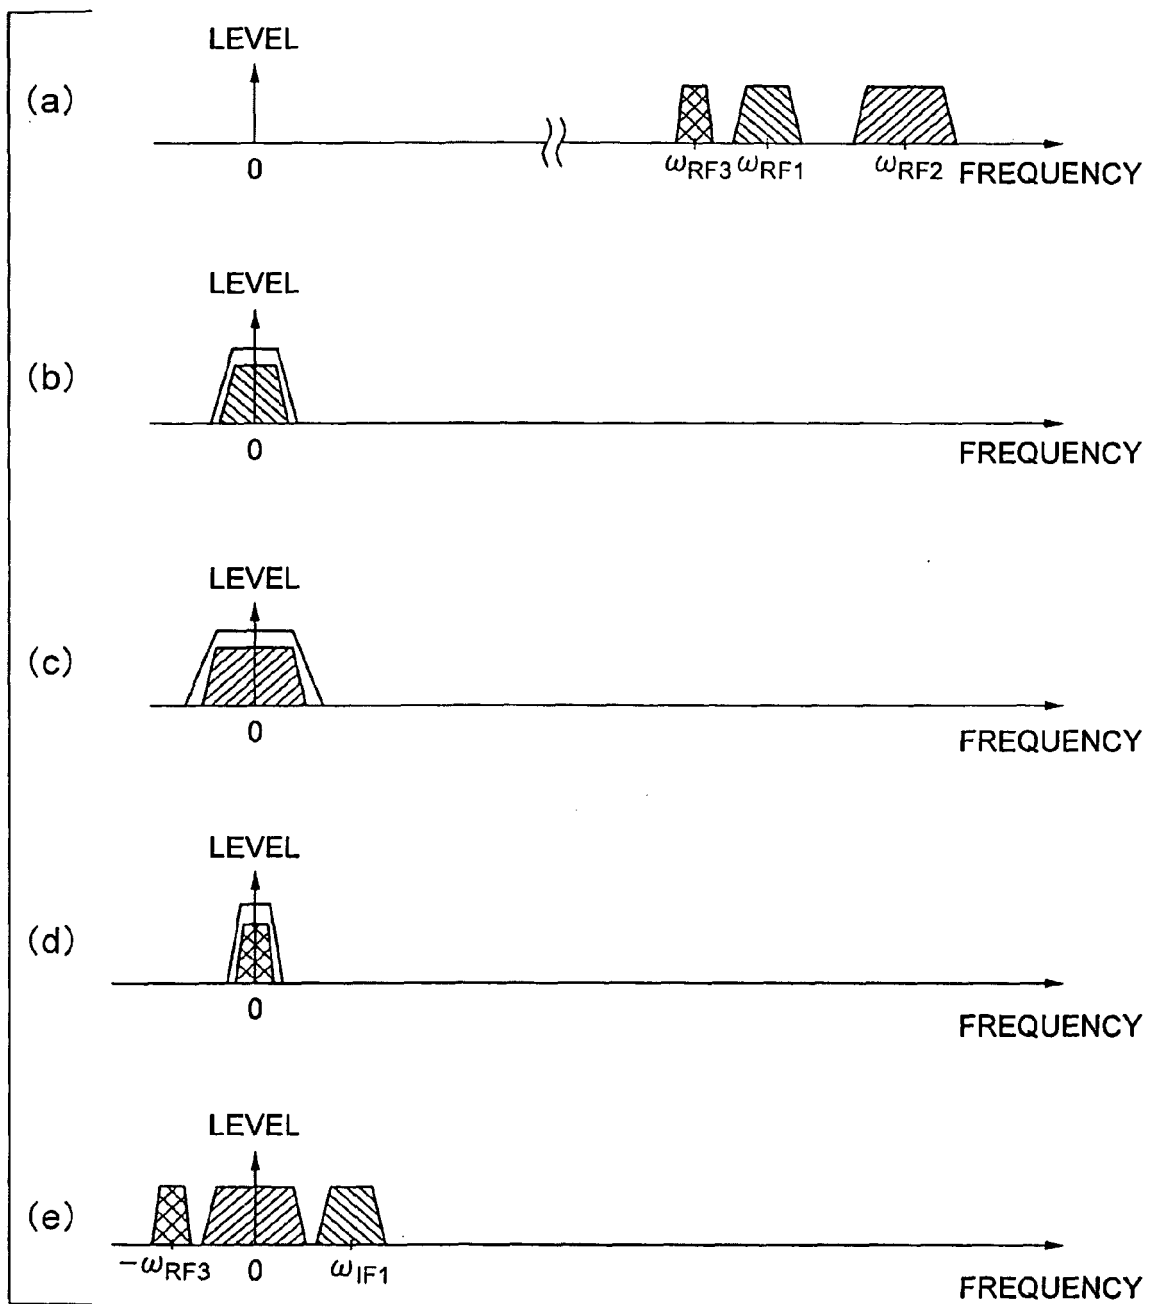 (a)
LEVEL
0
ωRF3
ωRF1
ωRF2
FREQUENCY
(b)
LEVEL
0
FREQUENCY
(c)
LEVEL
0
FREQUENCY
(d)
LEVEL
0
FREQUENCY
(e)
LEVEL
-ωRF3
0
ωIF1
FREQUENCY